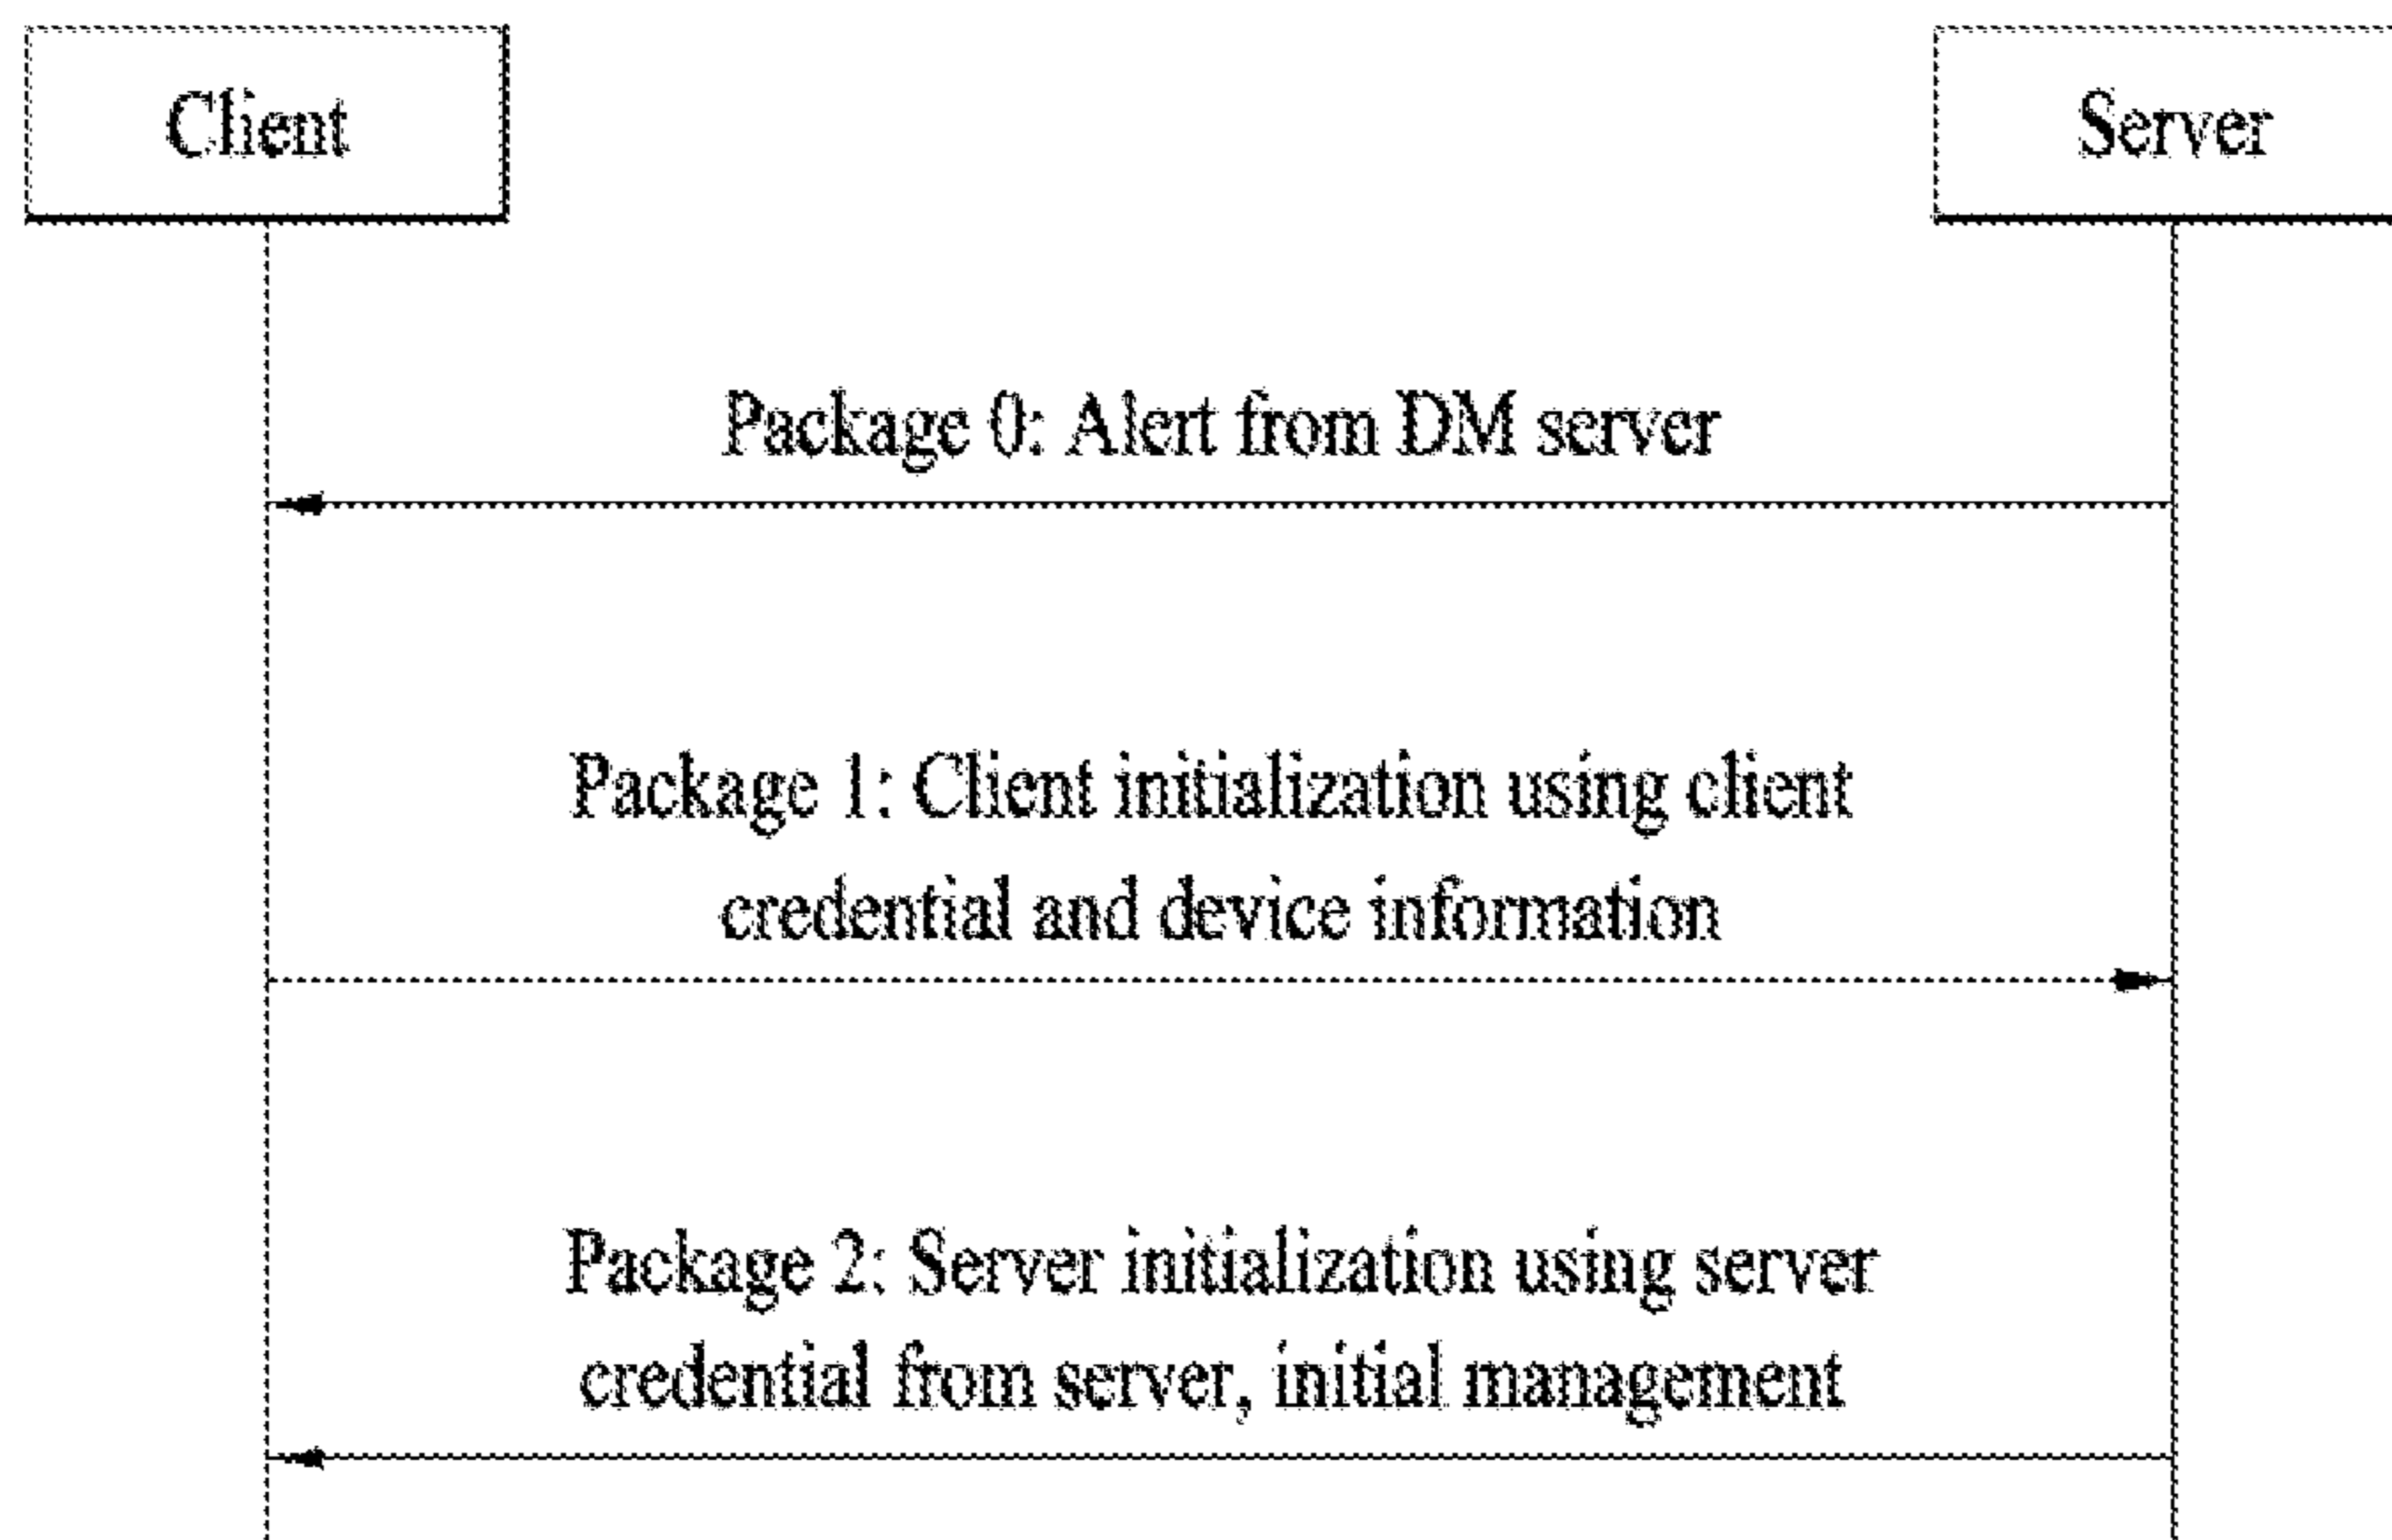 Client
Server
Package 0: Alert from DM server
Package 1: Client initialization using client
credential and device information
Package 2: Server initialization using server
credential from server, initial management